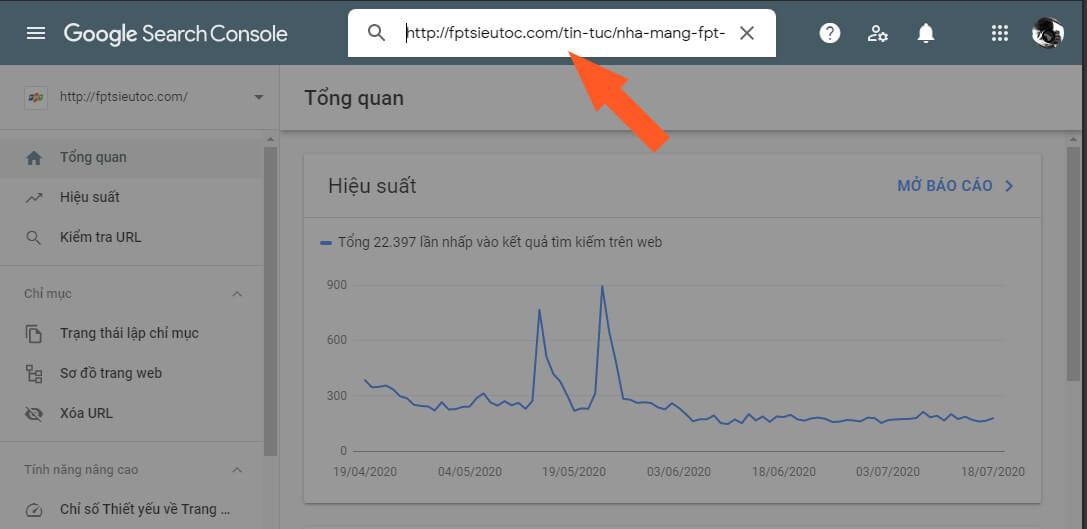 Google Search Console
http://fptsieutoc.com/tin-tuc/nha-mang-fpt-
http://fptsieutoc.com/
Tổng quan
Hiệu suất
Kiểm tra URL
Chỉ mục
Trạng thái lập chỉ mục
Sơ đồ trang web
Xóa URL
Tính năng nâng cao
Chỉ số Thiết yếu về Trang ...
Tổng quan
Hiệu suất
MỞ BÁO CÁO
Tổng 22.397 lần nhấp vào kết quả tìm kiếm trên web
900
600
300
0
19/04/2020 04/05/2020 19/05/2020 03/06/2020 18/06/2020 03/07/2020 18/07/2020